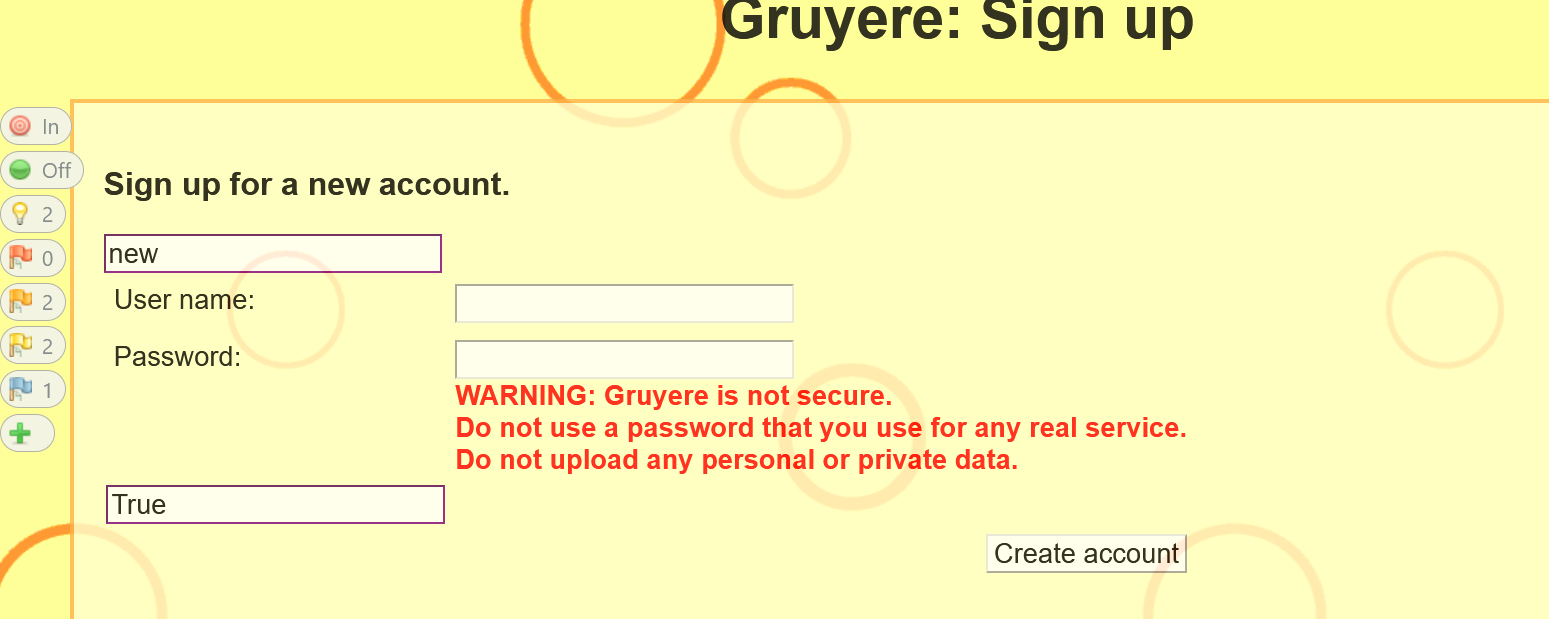 Gruyere: Sign up
In
Off
2
0
2
2
1
Sign up for a new account.
new
User name:
Password:
WARNING: Gruyere is not secure.
Do not use a password that you use for any real service.
Do not upload any personal or private data.
True
Create account